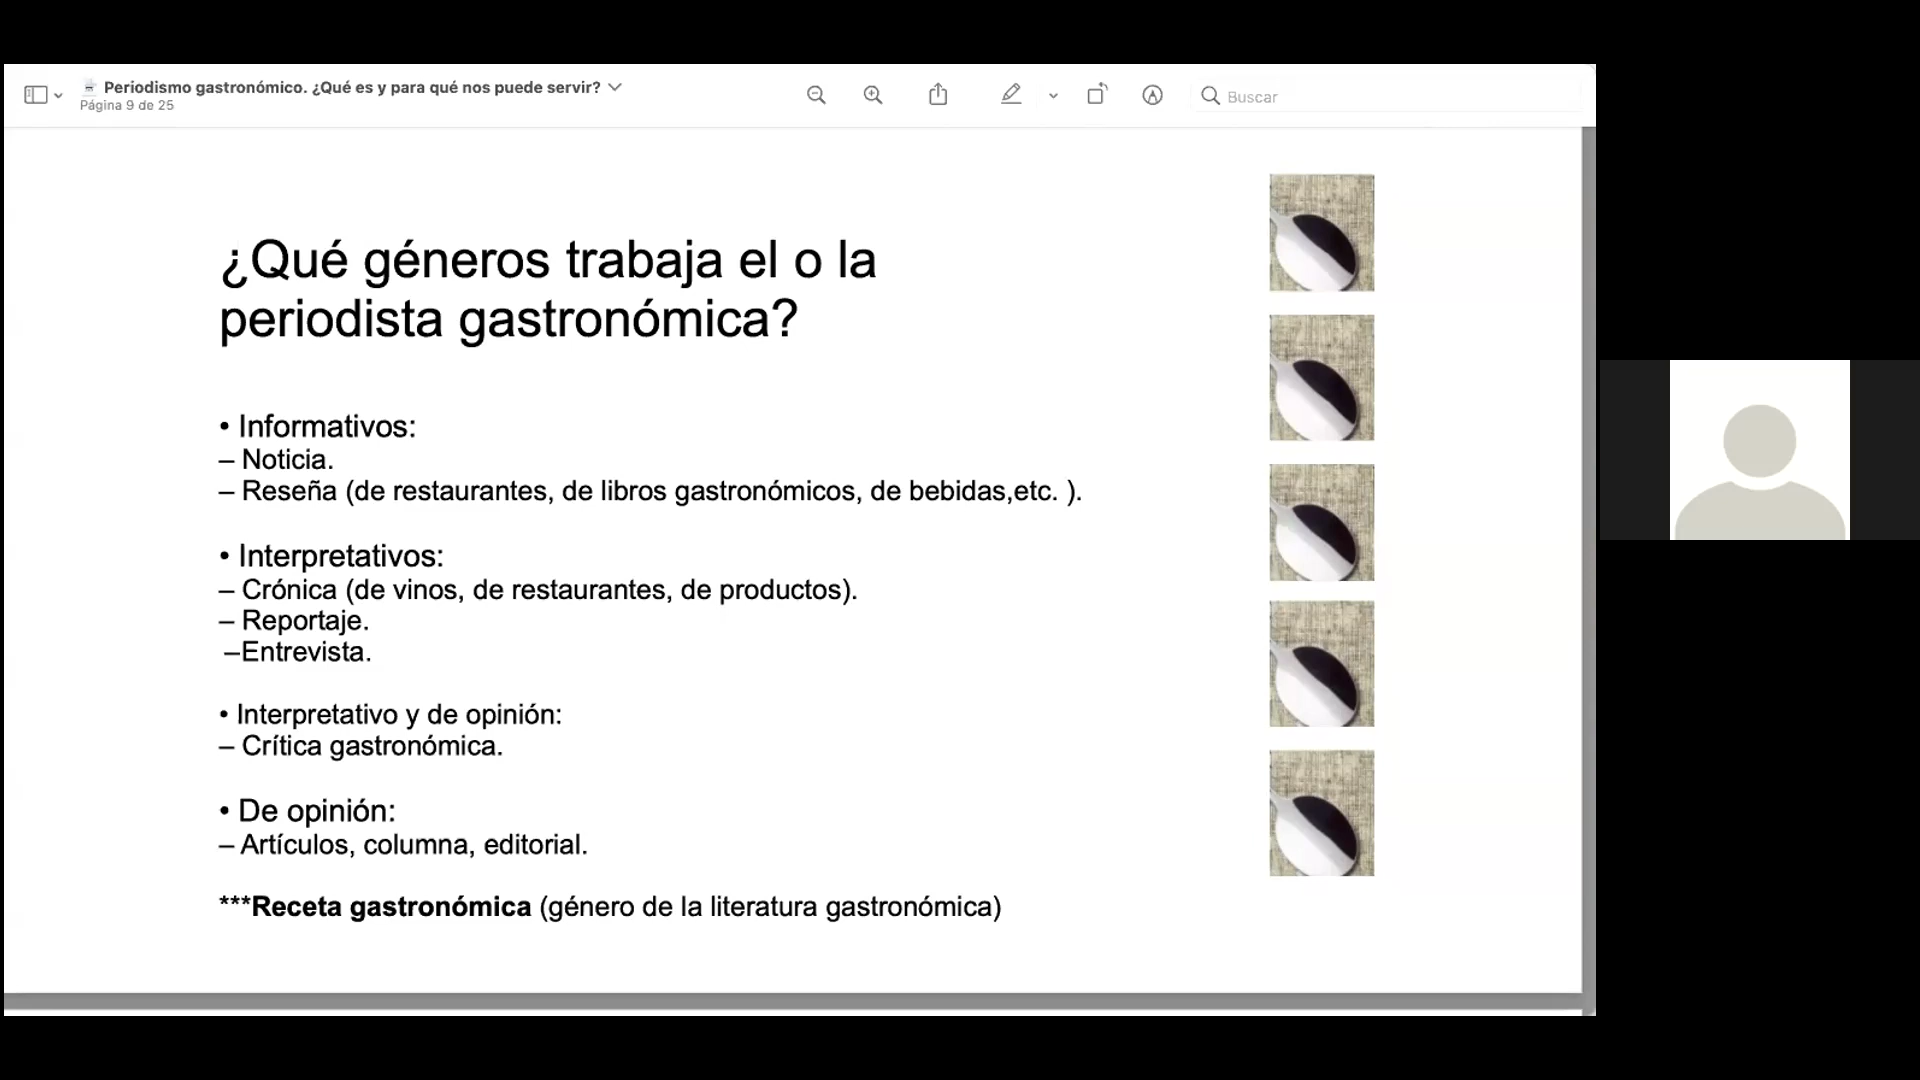 Periodismo gastronómico. ¿Qué es y para qué nos puede servir?
Página 9 de 25
Buscar
¿Qué géneros trabaja el o la
periodista gastronómica?
• Informativos:
– Noticia.
– Reseña (de restaurantes, de libros gastronómicos, de bebidas,etc. ).
• Interpretativos:
– Crónica (de vinos, de restaurantes, de productos).
– Reportaje.
–Entrevista.
• Interpretativo y de opinión:
– Crítica gastronómica.
• De opinión:
– Artículos, columna, editorial.
***Receta gastronómica (género de la literatura gastronómica)